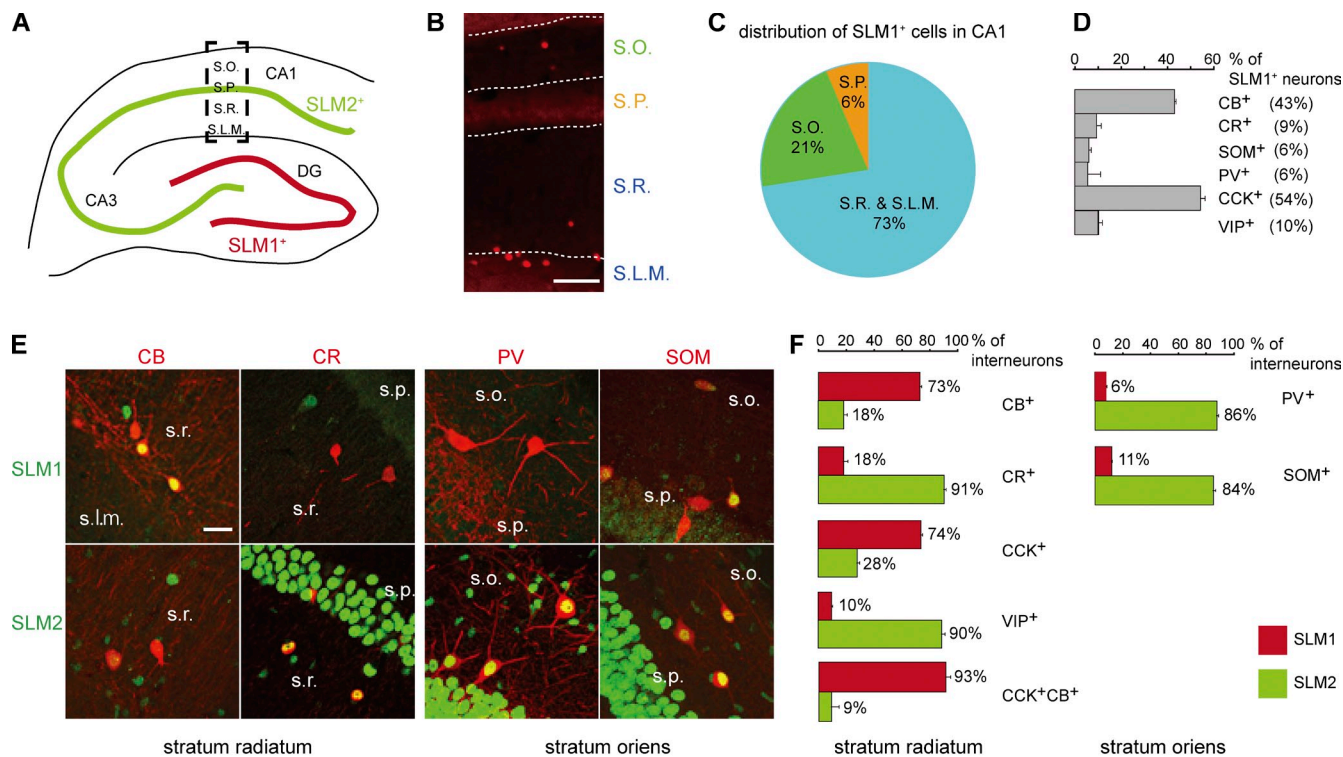 A
S.O.
CA1
S.P.
SLM2⁺
S.R.
S.L.M.
DG
CA3
SLM1⁺
B
S.O.
S.P.
S.R.
S.L.M.
C
distribution of SLM1⁺ cells in CA1
S.P.
6%
S.O.
21%
S.R. & S.L.M.
73%
D
0 20 40 60 % of
SLM1⁺
neurons
CB⁺ (43%)
CR⁺ (9%)
SOM⁺ (6%)
PV⁺ (6%)
CCK⁺ (54%)
VIP⁺ (10%)
E
CB CR PV SOM
SLM1
s.r.
s.l.m.
s.p.
s.r.
s.o.
s.p.
s.o.
s.p.
SLM2
s.r.
s.p.
s.r.
s.o.
s.o.
s.p.
stratum radiatum
stratum oriens
F
0 20 40 60 80 100 % of
interneurons
73%
18%
CB⁺
18%
91%
CR⁺
74%
28%
CCK⁺
10%
90%
VIP⁺
93%
9%
CCK⁺CB⁺
stratum radiatum
0 20 40 60 80 100 % of
interneurons
6%
86%
PV⁺
11%
84%
SOM⁺
SLM1
SLM2
stratum oriens